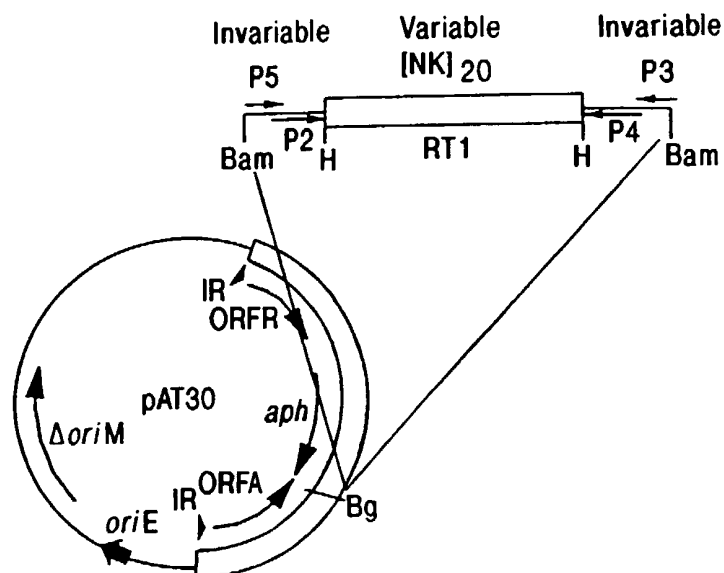 Invariable Variable Invariable
P5 [NK] 20 P3
P2 P4
Bam H RT1 H Bam
IR
ORFR
pAT30
aph
ΔoriM
IR ORFA
Bg
oriE